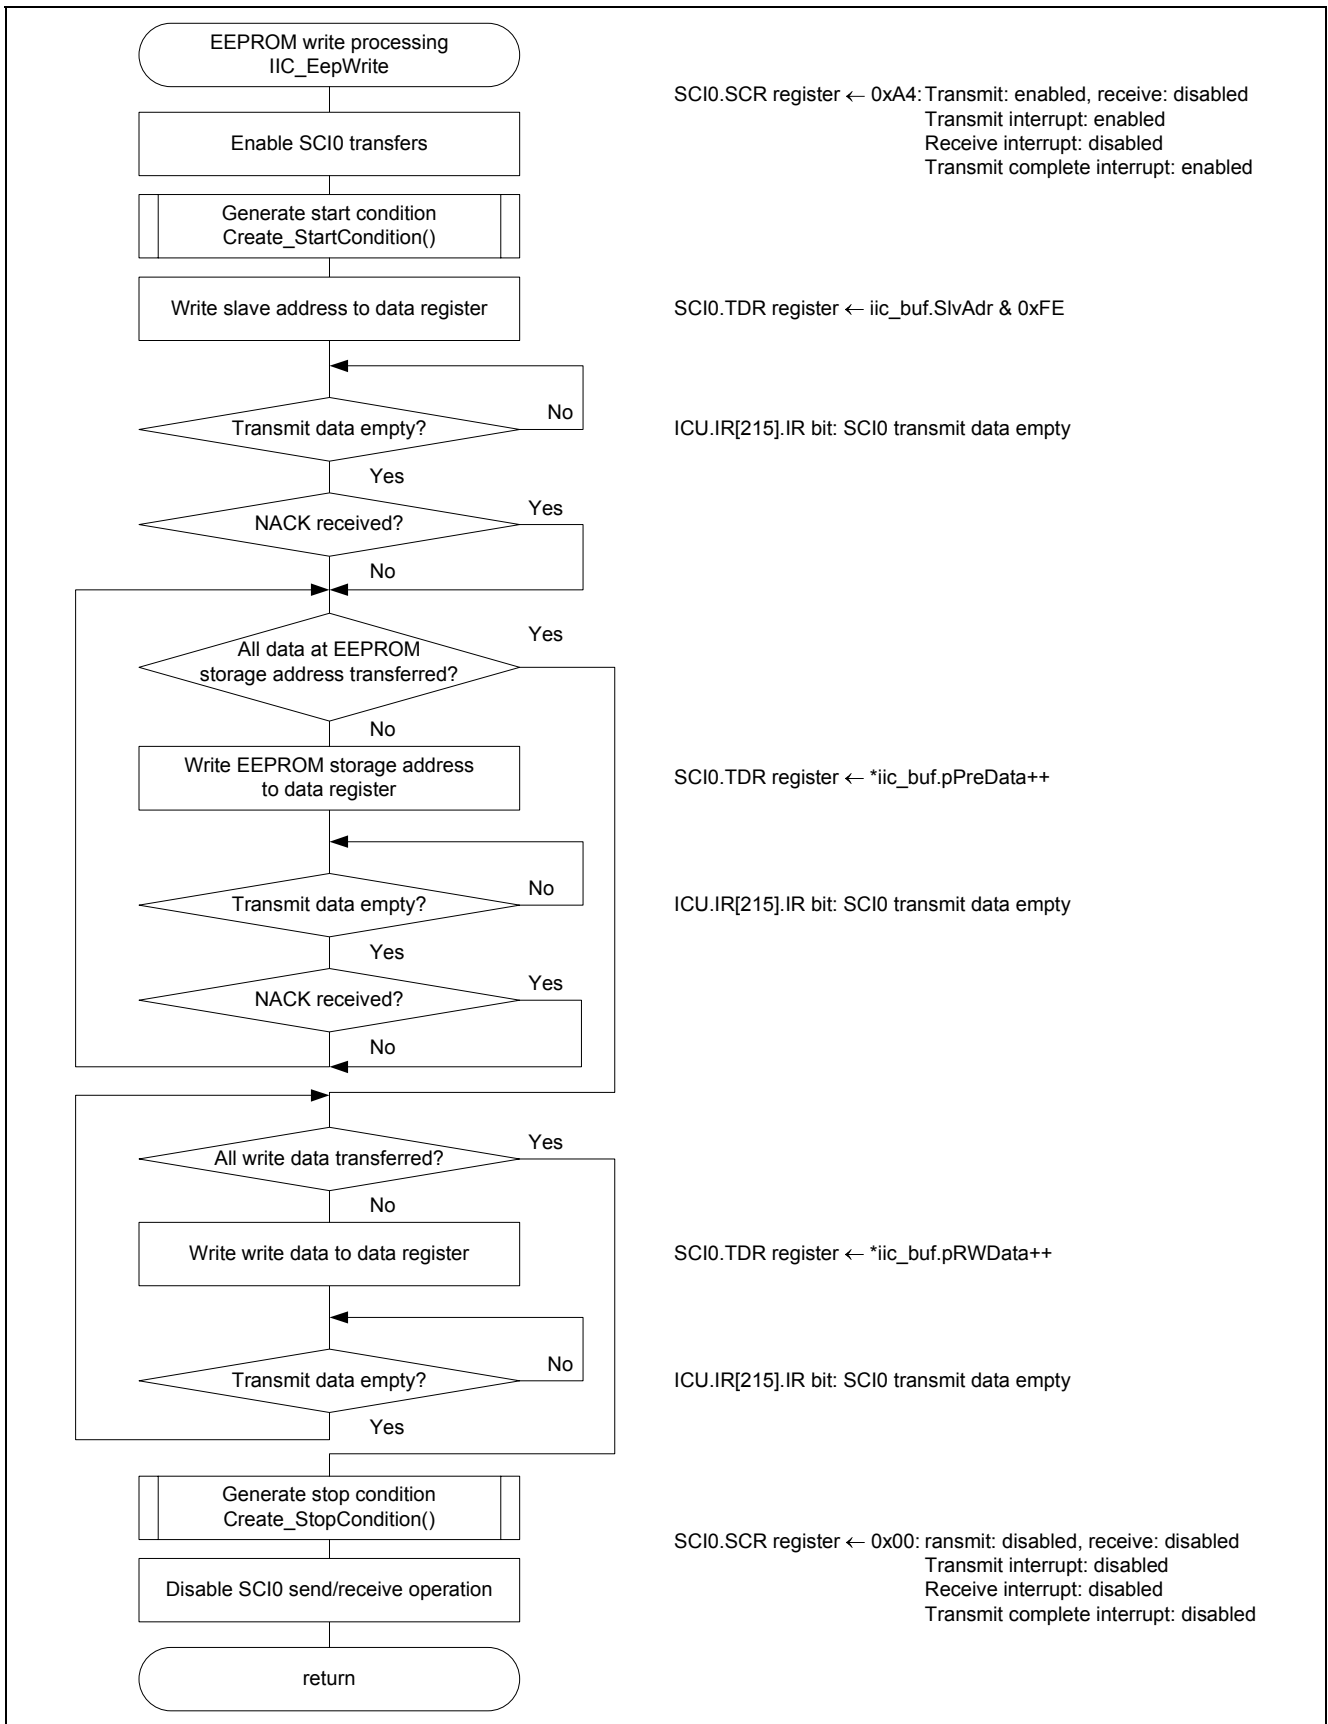 EEPROM write processing
IIC_EepWrite
SCI0.SCR register ← 0xA4: Transmit: enabled, receive: disabled
Transmit interrupt: enabled
Receive interrupt: disabled
Transmit complete interrupt: enabled
Enable SCI0 transfers
Generate start condition
Create_StartCondition()
Write slave address to data register
SCI0.TDR register ← iic_buf.SlvAdr & 0xFE
No
Transmit data empty?
ICU.IR[215].IR bit: SCI0 transmit data empty
Yes
Yes
NACK received?
No
Yes
All data at EEPROM
storage address transferred?
No
Write EEPROM storage address
to data register
SCI0.TDR register ← *iic_buf.pPreData++
No
Transmit data empty?
ICU.IR[215].IR bit: SCI0 transmit data empty
Yes
Yes
NACK received?
No
Yes
All write data transferred?
No
Write write data to data register
SCI0.TDR register ← *iic_buf.pRWData++
No
Transmit data empty?
ICU.IR[215].IR bit: SCI0 transmit data empty
Yes
Generate stop condition
Create_StopCondition()
SCI0.SCR register ← 0x00: ransmit: disabled, receive: disabled
Transmit interrupt: disabled
Receive interrupt: disabled
Transmit complete interrupt: disabled
Disable SCI0 send/receive operation
return